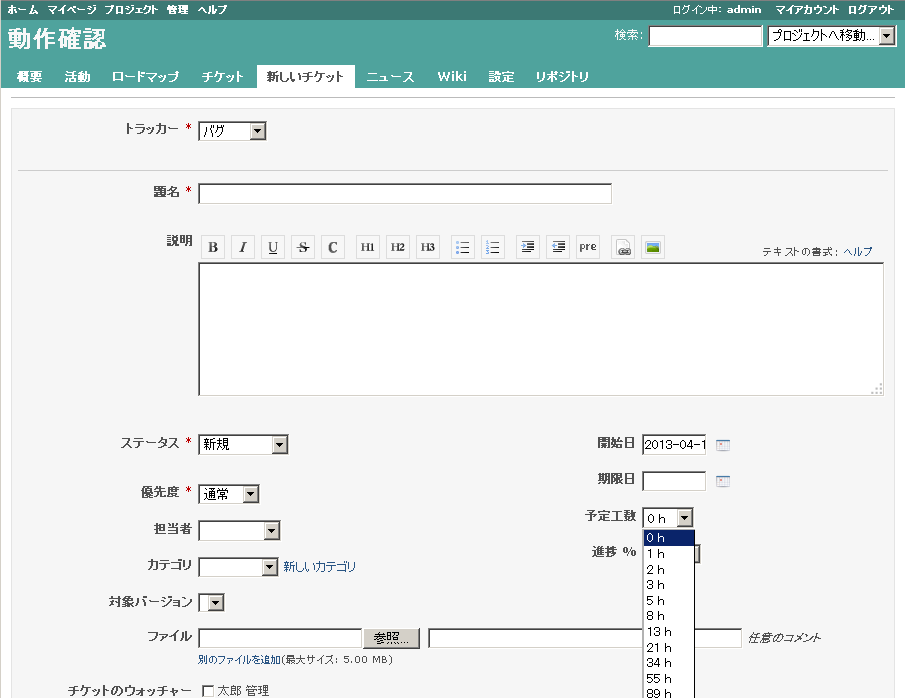 ホーム マイページ プロジェクト 管理 ヘルプ ログイン中: admin マイアカウント ログアウト
動作確認 検索: プロジェクトへ移動...
概要 活動 ロードマップ チケット 新しいチケット ニュース Wiki 設定 リポジトリ
トラッカー * バグ
題名 *
説明 B I U S C H1 H2 H3 pre テキストの書式: ヘルプ
ステータス * 新規 開始日 2013-04-1
優先度 * 通常 期限日
担当者 予定工数 0 h
0 h
カテゴリ 新しいカテゴリ 進捗 % 1 h
2 h
3 h
対象バージョン 5 h
8 h
ファイル 参照... 13 h 任意のコメント
21 h
別のファイルを追加(最大サイズ: 5.00 MB) 34 h
55 h
チケットのウォッチャー 太郎 管理 89 h